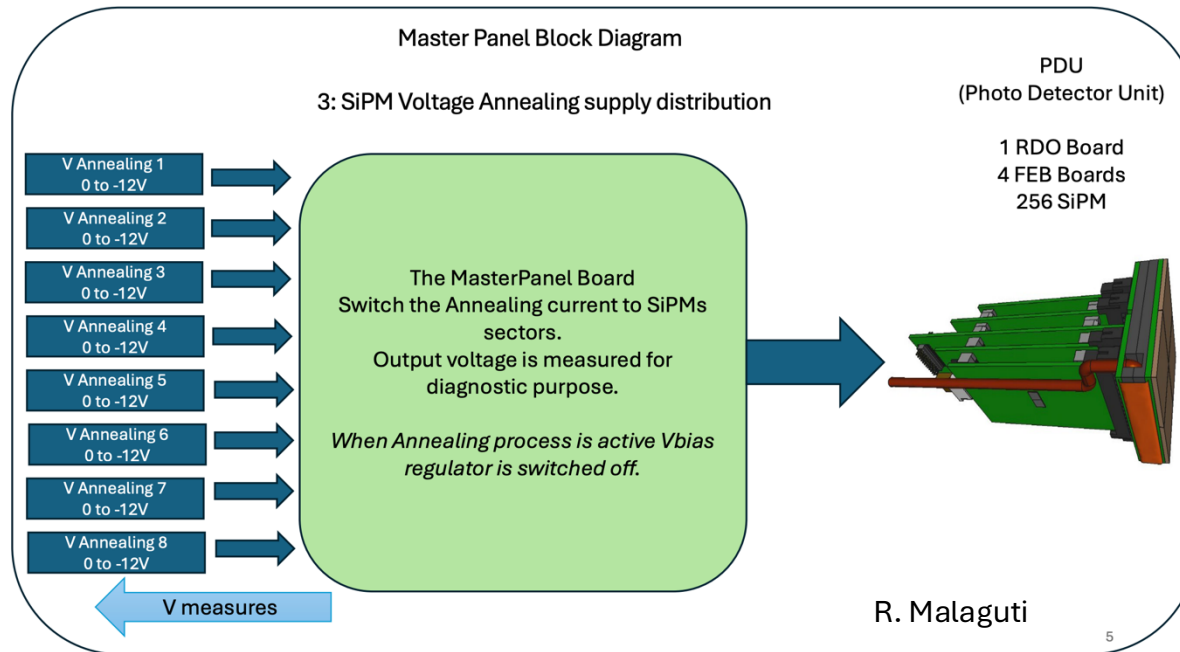 Master Panel Block Diagram
3: SiPM Voltage Annealing supply distribution
PDU
(Photo Detector Unit)
1 RDO Board
4 FEB Boards
256 SiPM
V Annealing 1
0 to -12V
V Annealing 2
0 to -12V
V Annealing 3
0 to -12V
V Annealing 4
0 to -12V
V Annealing 5
0 to -12V
V Annealing 6
0 to -12V
V Annealing 7
0 to -12V
V Annealing 8
0 to -12V
The MasterPanel Board
Switch the Annealing current to SiPMs
sectors.
Output voltage is measured for
diagnostic purpose.
When Annealing process is active Vbias
regulator is switched off.
V measures
R. Malaguti
5